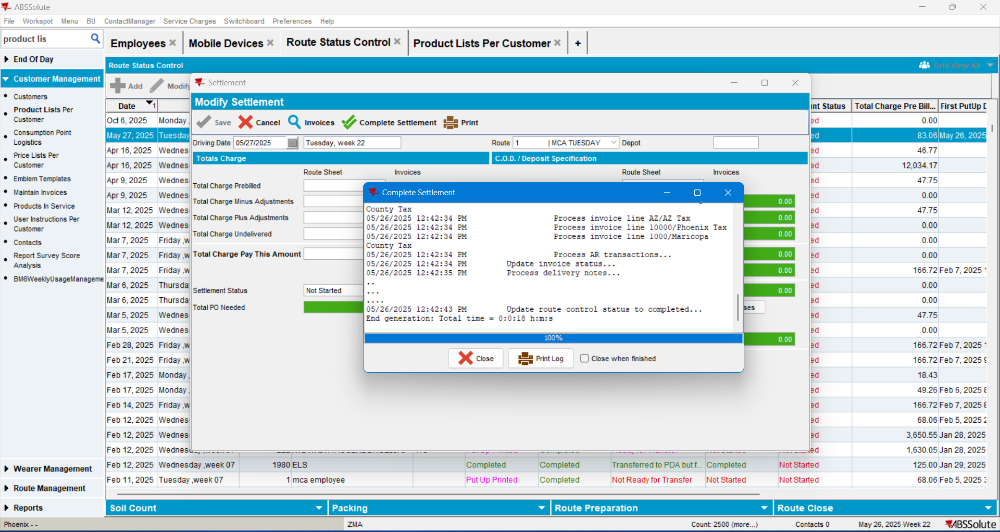 ABSSolute
File Workspot Menu BU ContactManager Service Charges Switchboard Preferences Help
product lis
Employees Mobile Devices Route Status Control Product Lists Per Customer +
End Of Day
Customer Management
Customers
Product Lists Per
Customer
Consumption Point
Logistics
Price Lists Per
Customer
Emblem Templates
Maintain Invoices
Products In Service
User Instructions Per
Customer
Contacts
Report Survey Score
Analysis
BM6WeeklyUsageManageme
Wearer Management
Route Management
Reports
Route Status Control Grid View All
Add Modify
Date 1 nt Status Total Charge Pre Bill... First PutUp D
Oct 6, 2025 Monday , ed 0.00
May 27, 2025 Tuesday ed 83.06 May 26, 2025
Apr 16, 2025 Wednes ed 46.77
Apr 16, 2025 Wednes ed 12,034.17
Apr 9, 2025 Wednes ed 47.75
Apr 9, 2025 Wednes ed 0.00
Mar 12, 2025 Wednes ed 47.75
Mar 12, 2025 Wednes ed 0.00
Mar 7, 2025 Friday ,w ed 0.00
Mar 7, 2025 Friday ,w ed 0.00
Mar 7, 2025 Friday ,w ed 166.72 Feb 7, 2025 1
Mar 6, 2025 Thursda ed 0.00
Mar 6, 2025 Thursda ed 0.00
Mar 5, 2025 Wednes ed 47.75
Mar 5, 2025 Wednes ed 0.00
Feb 28, 2025 Friday ,w ed 166.72 Feb 7, 2025 1
Feb 21, 2025 Friday ,w ed 166.72 Feb 7, 2025 9
Feb 17, 2025 Monday , ed 18.43
Feb 17, 2025 Monday , ed 49.26 Feb 6, 2025 8
Feb 14, 2025 Friday ,w ed 166.72 Feb 7, 2025 8
Feb 12, 2025 Wednes ed 68.06 Feb 5, 2025 2
Feb 12, 2025 Wednes ed 3,650.55 Jan 28, 2025
Feb 12, 2025 Wednes ed 1,630.05 Jan 28, 2025
Feb 12, 2025 Wednesday ,week 07 1980 ELS Completed Completed Transferred to PDA but f... Completed Not Started 125.00 Jan 29, 2025
Feb 11, 2025 Tuesday ,week 07 1 mca employee Put Up Printed Completed Not Ready for Transfer Not Started Not Started 68.06 Feb 5, 2025 3
Settlement
Modify Settlement
Save Cancel Invoices Complete Settlement Print
Driving Date 05/27/2025 16 Tuesday, week 22 Route 1 | MCA TUESDAY Depot
Totals Charge C.O.D. / Deposit Specification
Route Sheet Invoices Route Sheet Invoices
Total Charge Prebilled
Total Charge Minus Adjustments 0.00
Total Charge Plus Adjustments 0.00
Total Charge Undelivered 0.00
Total Charge Pay This Amount 0.00
0.00
Settlement Status Not Started 0.00
Total PO Needed ses
0.00
Complete Settlement
County Tax
05/26/2025 12:42:34 PM Process invoice line AZ/AZ Tax
05/26/2025 12:42:34 PM Process invoice line 10000/Phoenix Tax
05/26/2025 12:42:34 PM Process invoice line 1000/Maricopa
County Tax
05/26/2025 12:42:34 PM Process AR transactions...
05/26/2025 12:42:34 PM Update invoice status...
05/26/2025 12:42:35 PM Process delivery notes...
..
...
....
05/26/2025 12:42:43 PM Update route control status to completed...
End generation: Total time = 0:0:18 h:m:s
100%
Close Print Log Close when finished
Soil Count Packing Route Preparation Route Close
Phoenix - - ZMA Count: 2500 (more...) Contacts 0 May 26, 2025 Week 22 ABSSolute